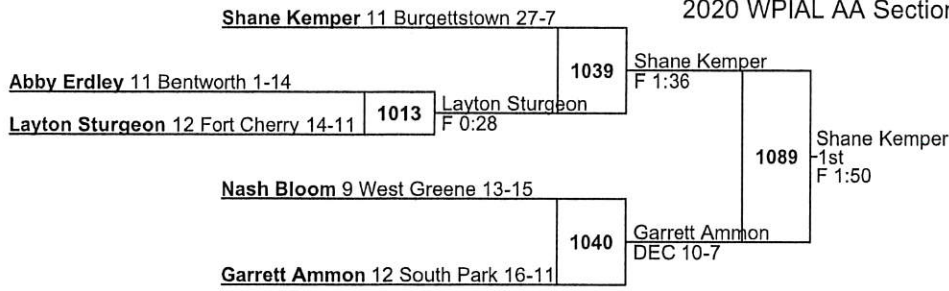 2020 WPIAL AA Section
Shane Kemper 11 Burgettstown 27-7
1039
Shane Kemper
F 1:36
Abby Erdley 11 Bentworth 1-14
1013
Layton Sturgeon
F 0:28
Layton Sturgeon 12 Fort Cherry 14-11
1089
Shane Kemper
1st
F 1:50
Nash Bloom 9 West Greene 13-15
1040
Garrett Ammon
DEC 10-7
Garrett Ammon 12 South Park 16-11